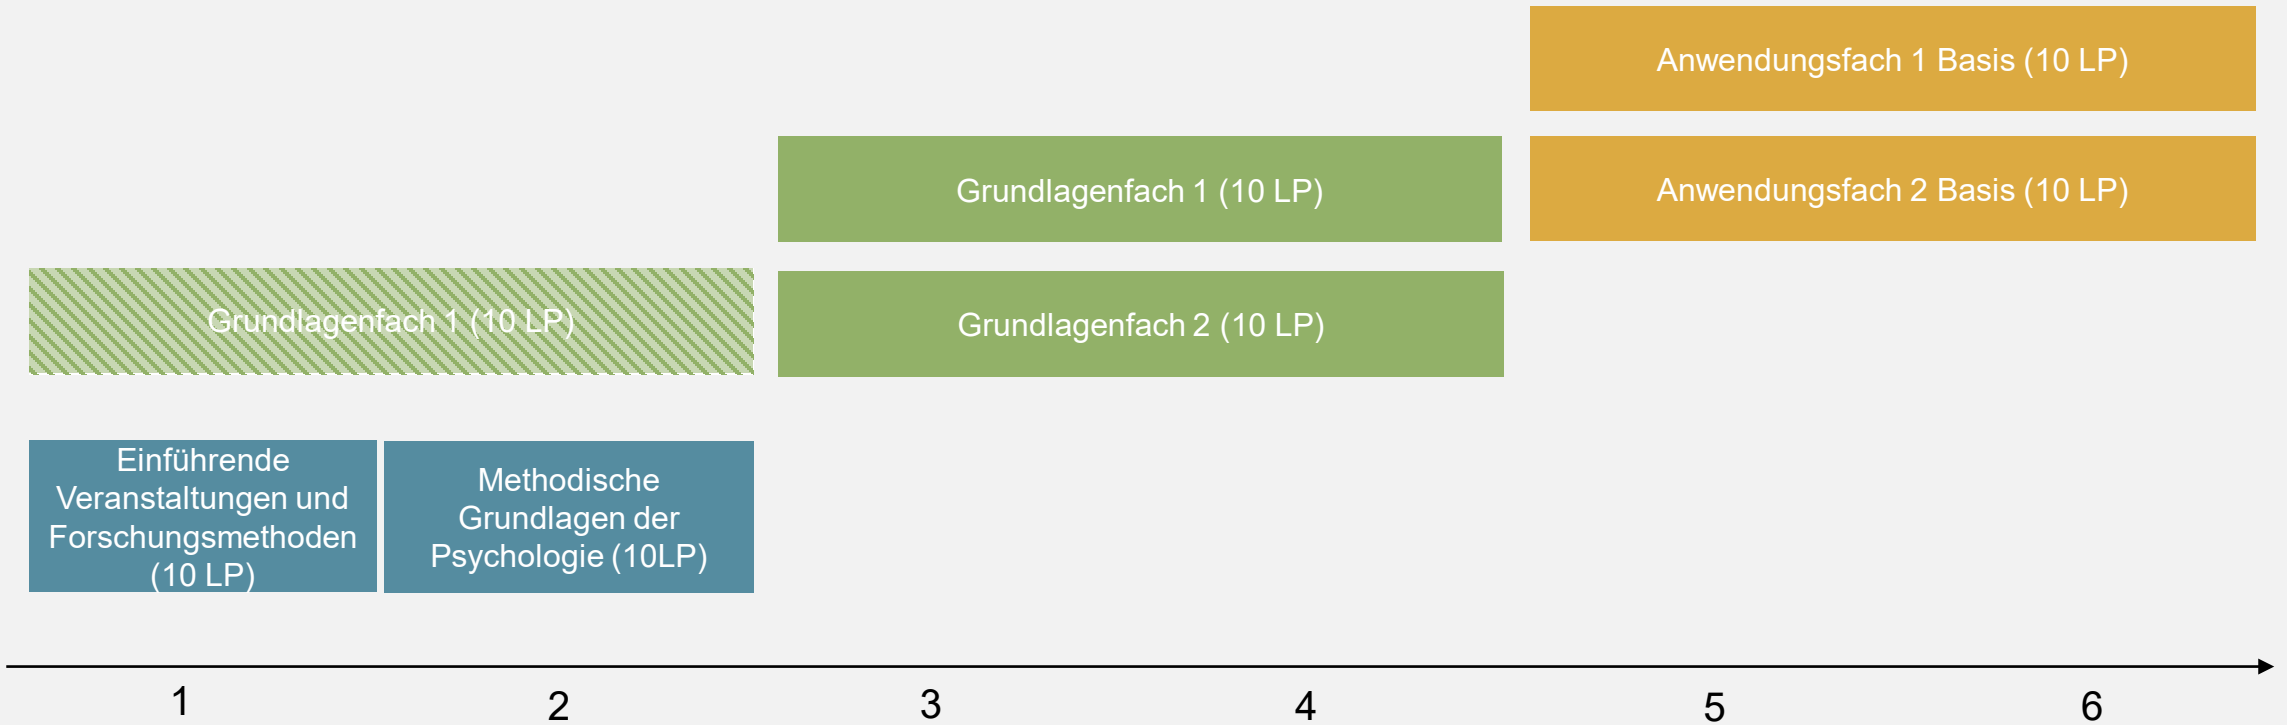 Anwendungsfach 1 Basis (10 LP)
Grundlagenfach 1 (10 LP)
Anwendungsfach 2 Basis (10 LP)
Grundlagenfach 1 (10 LP)
Grundlagenfach 2 (10 LP)
Einführende
Veranstaltungen und
Forschungsmethoden
(10 LP)
Methodische
Grundlagen der
Psychologie (10LP)
1
2
3
4
5
6